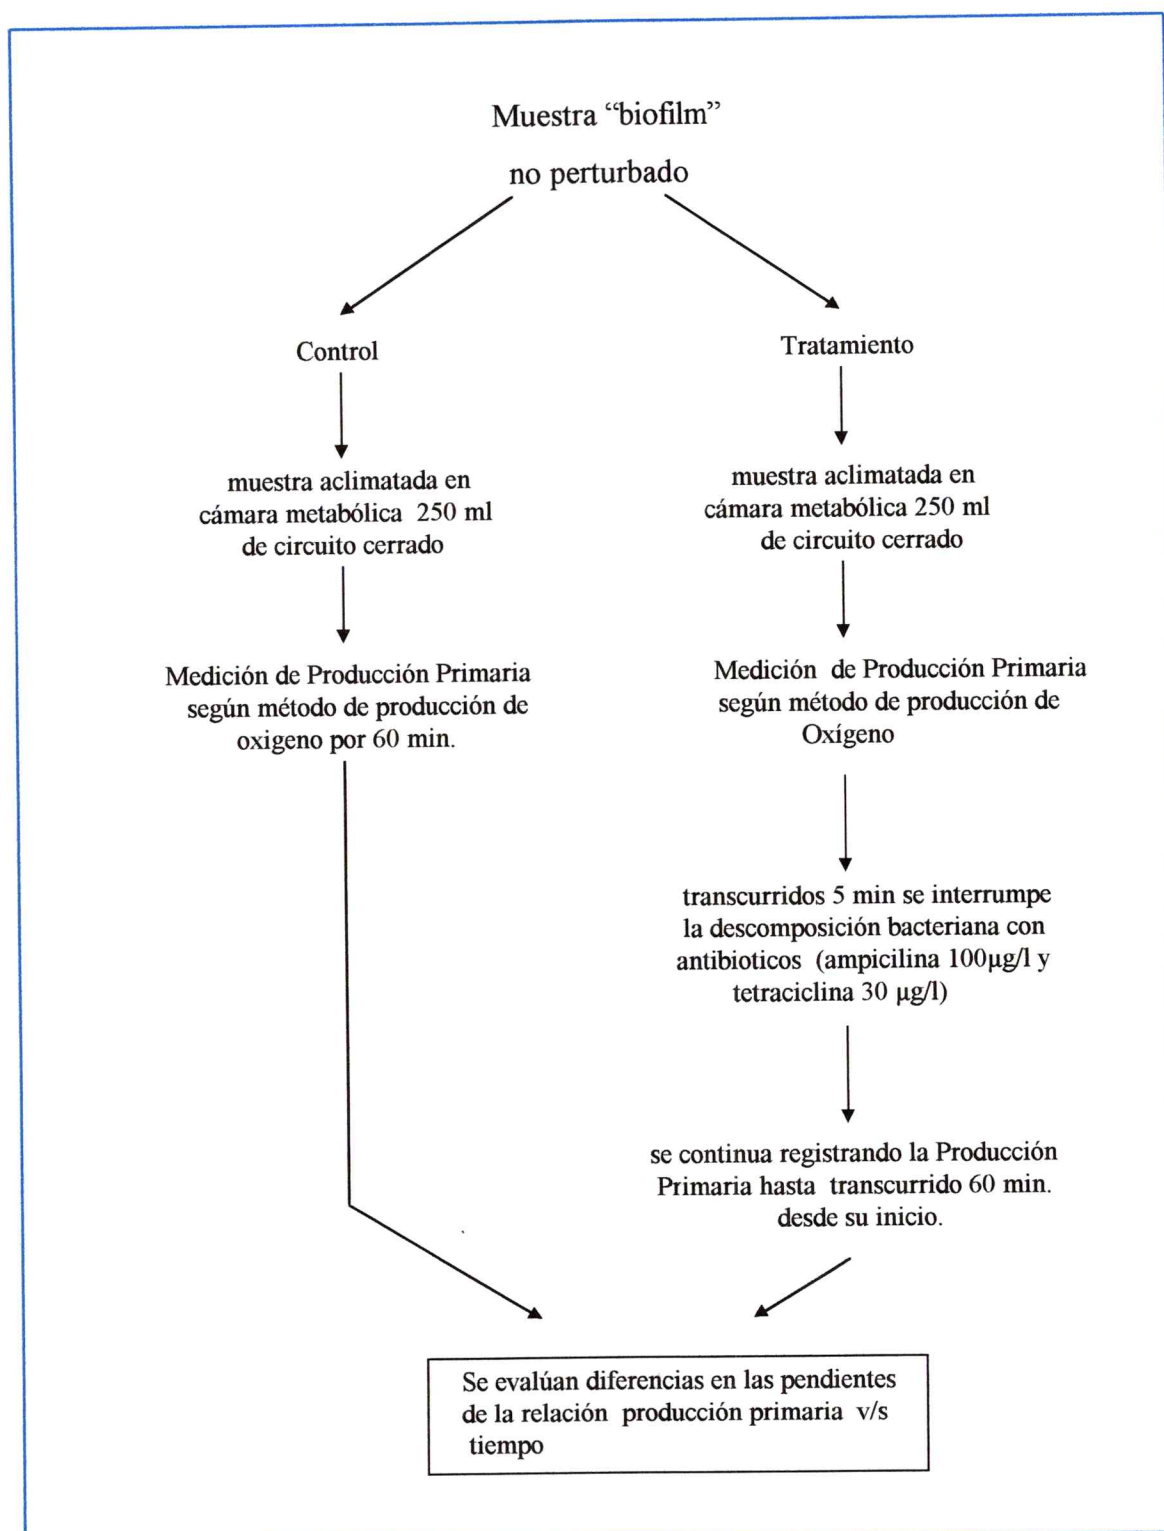 Muestra “biofilm”
no perturbado
Control
muestra aclimatada en
cámara metabólica 250 ml
de circuito cerrado
Medición de Producción Primaria
según método de producción de
oxigeno por 60 min.
Tratamiento
muestra aclimatada en
cámara metabólica 250 ml
de circuito cerrado
Medición de Producción Primaria
según método de producción de
Oxígeno
transcurridos 5 min se interrumpe
la descomposición bacteriana con
antibioticos (ampicilina 100µg/l y
tetraciclina 30 µg/l)
se continua registrando la Producción
Primaria hasta transcurrido 60 min.
desde su inicio.
Se evalúan diferencias en las pendientes
de la relación producción primaria v/s
tiempo